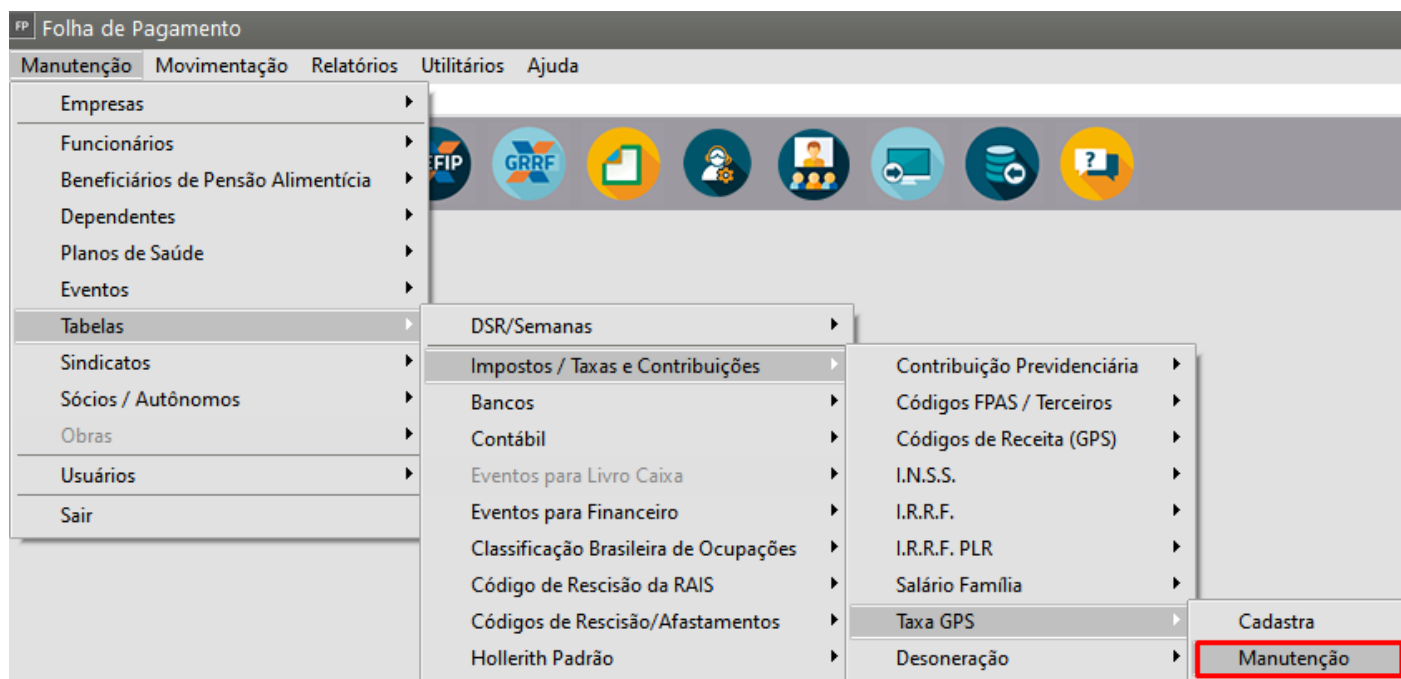 FP Folha de Pagamento
Manutenção Movimentação Relatórios Utilitários Ajuda
Empresas
Funcionários
Beneficiários de Pensão Alimentícia
Dependentes
Planos de Saúde
Eventos
Tabelas
Sindicatos
Sócios / Autônomos
Obras
Usuários
Sair
EFIP
GRRF
?
DSR/Semanas
Impostos / Taxas e Contribuições
Bancos
Contábil
Eventos para Livro Caixa
Eventos para Financeiro
Classificação Brasileira de Ocupações
Código de Rescisão da RAIS
Códigos de Rescisão/Afastamentos
Hollerith Padrão
Contribuição Previdenciária
Códigos FPAS / Terceiros
Códigos de Receita (GPS)
I.N.S.S.
I.R.R.F.
I.R.R.F. PLR
Salário Família
Taxa GPS
Desoneração
Cadastra
Manutenção